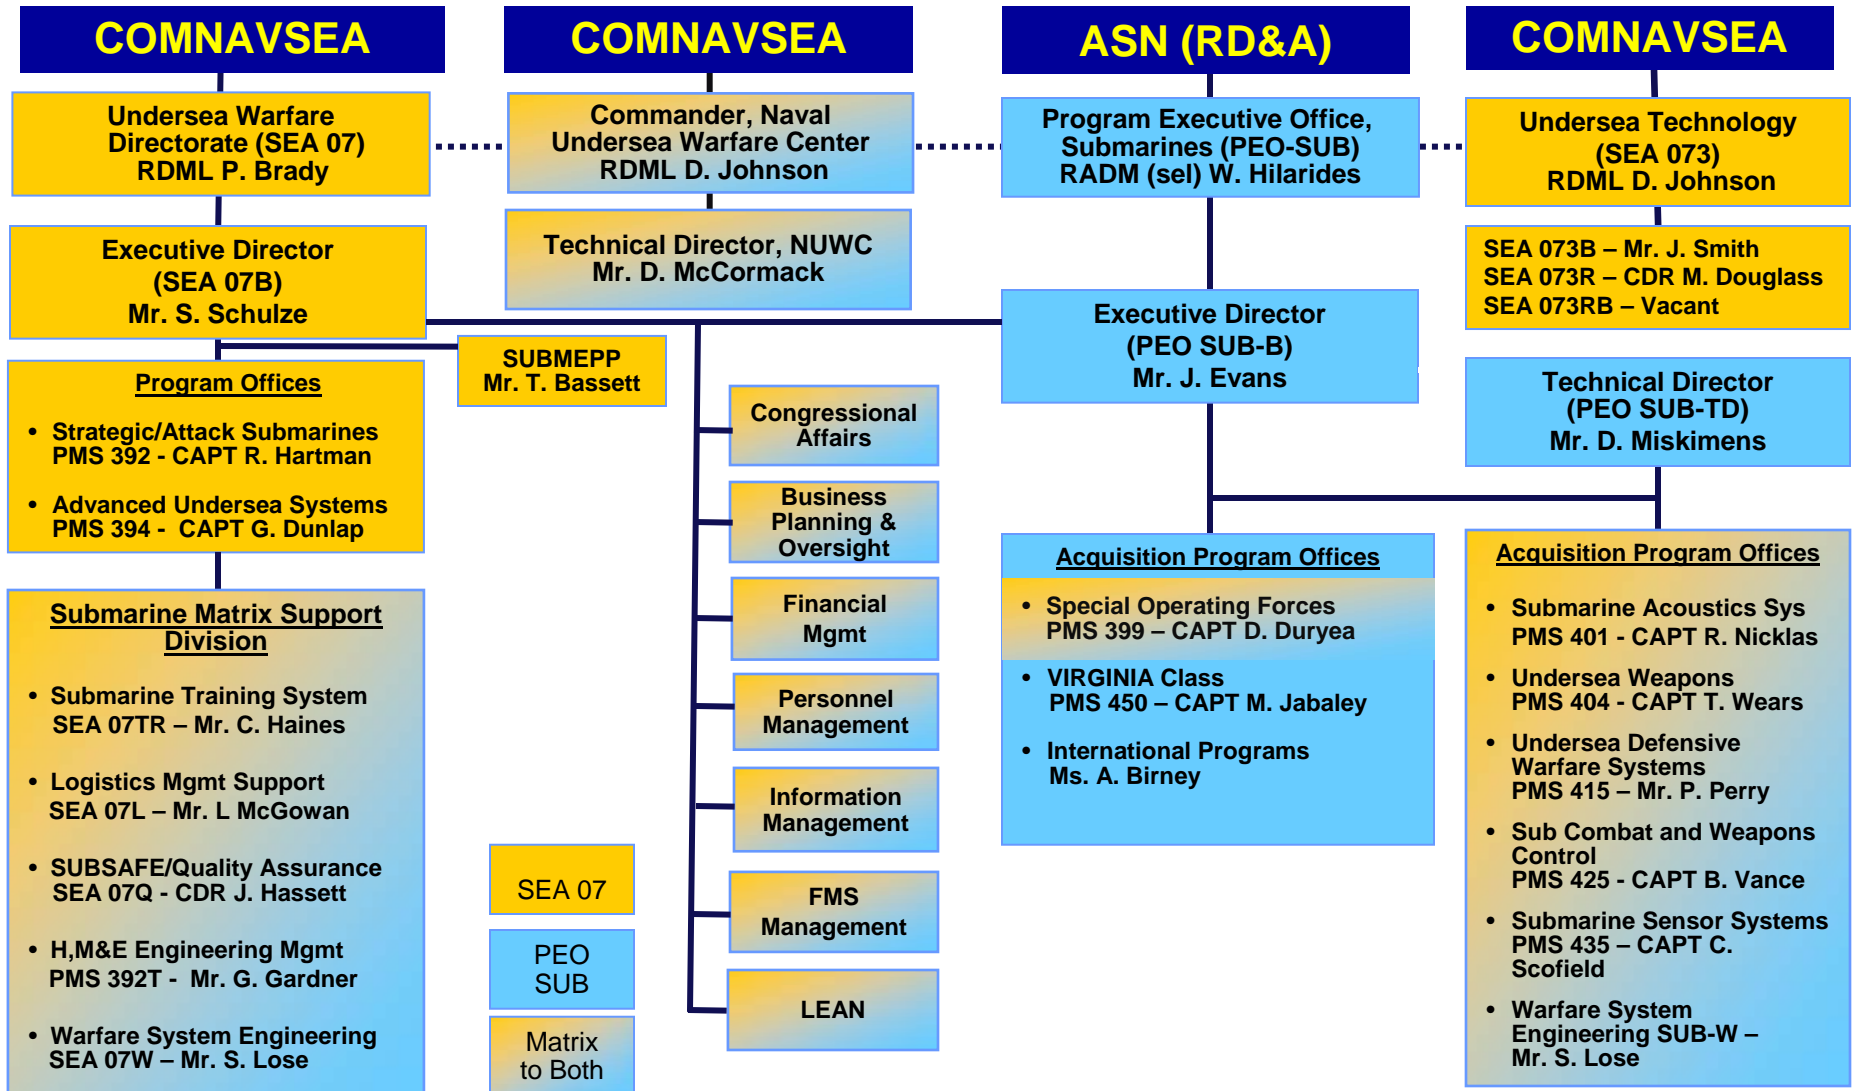 COMNAVSEA
Undersea Warfare
Directorate (SEA 07)
RDML P. Brady
Executive Director
(SEA 07B)
Mr. S. Schulze
SUBMEPP
Mr. T. Bassett
Program Offices
• Strategic/Attack Submarines
PMS 392 - CAPT R. Hartman
• Advanced Undersea Systems
PMS 394 - CAPT G. Dunlap
Submarine Matrix Support
Division
• Submarine Training System
SEA 07TR – Mr. C. Haines
• Logistics Mgmt Support
SEA 07L – Mr. L McGowan
• SUBSAFE/Quality Assurance
SEA 07Q - CDR J. Hassett
• H,M&E Engineering Mgmt
PMS 392T - Mr. G. Gardner
• Warfare System Engineering
SEA 07W – Mr. S. Lose
COMNAVSEA
Commander, Naval
Undersea Warfare Center
RDML D. Johnson
Technical Director, NUWC
Mr. D. McCormack
Congressional
Affairs
Business
Planning &
Oversight
Financial
Mgmt
Personnel
Management
Information
Management
FMS
Management
LEAN
SEA 07
PEO
SUB
Matrix
to Both
ASN (RD&A)
Program Executive Office,
Submarines (PEO-SUB)
RADM (sel) W. Hilarides
Executive Director
(PEO SUB-B)
Mr. J. Evans
Acquisition Program Offices
• Special Operating Forces
PMS 399 – CAPT D. Duryea
• VIRGINIA Class
PMS 450 – CAPT M. Jabaley
• International Programs
Ms. A. Birney
COMNAVSEA
Undersea Technology
(SEA 073)
RDML D. Johnson
SEA 073B – Mr. J. Smith
SEA 073R – CDR M. Douglass
SEA 073RB – Vacant
Technical Director
(PEO SUB-TD)
Mr. D. Miskimens
Acquisition Program Offices
• Submarine Acoustics Sys
PMS 401 - CAPT R. Nicklas
• Undersea Weapons
PMS 404 - CAPT T. Wears
• Undersea Defensive
Warfare Systems
PMS 415 – Mr. P. Perry
• Sub Combat and Weapons
Control
PMS 425 - CAPT B. Vance
• Submarine Sensor Systems
PMS 435 – CAPT C.
Scofield
• Warfare System
Engineering SUB-W –
Mr. S. Lose